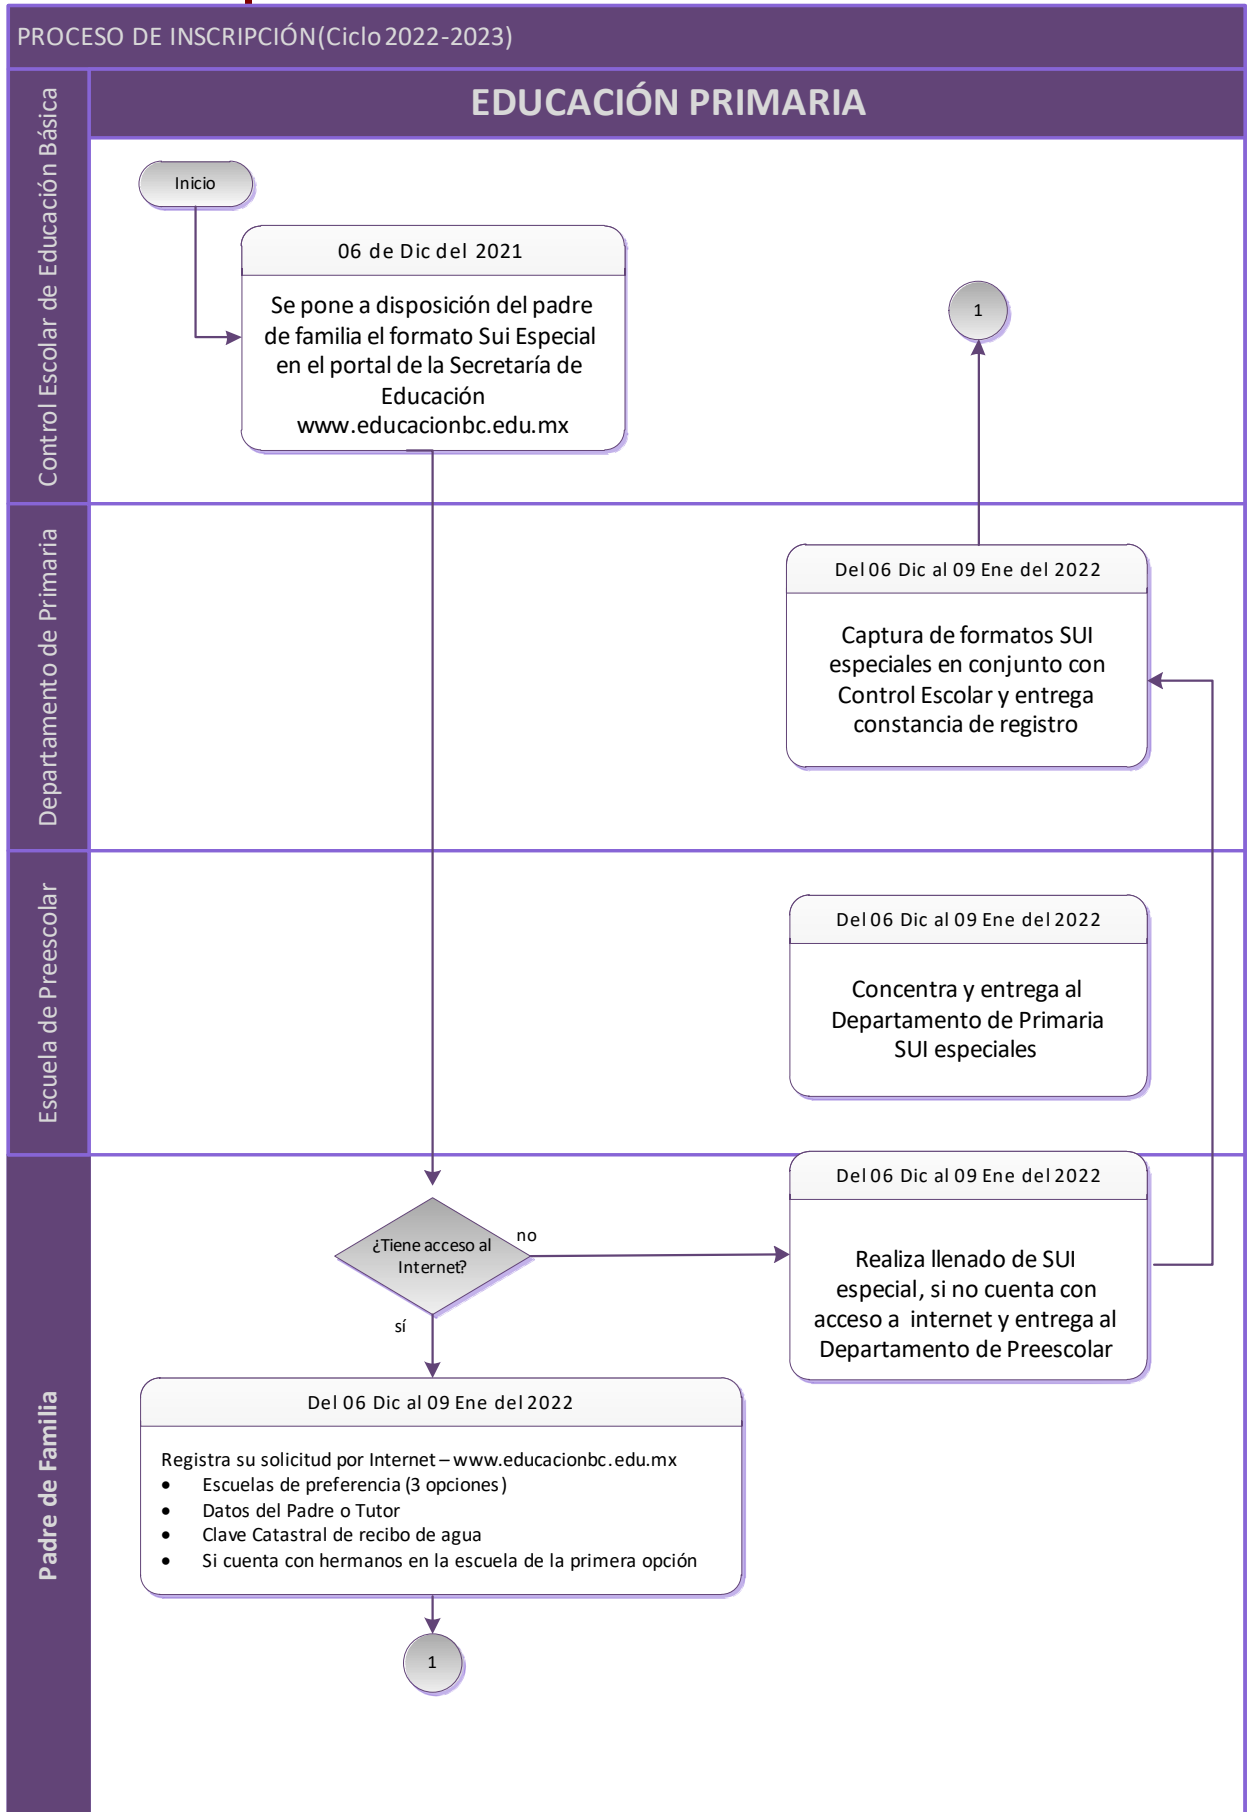 PROCESO DE INSCRIPCIÓN(Ciclo 2022-2023)
EDUCACIÓN PRIMARIA
Control Escolar de Educación Básica
Inicio
06 de Dic del 2021
Se pone a disposición del padre
de familia el formato Sui Especial
en el portal de la Secretaría de
Educación
www.educacionbc.edu.mx
1
Departamento de Primaria
Del 06 Dic al 09 Ene del 2022
Captura de formatos SUI
especiales en conjunto con
Control Escolar y entrega
constancia de registro
Escuela de Preescolar
Del 06 Dic al 09 Ene del 2022
Concentra y entrega al
Departamento de Primaria
SUI especiales
Padre de Familia
¿Tiene acceso al
Internet?
no
sí
Del 06 Dic al 09 Ene del 2022
Realiza llenado de SUI
especial, si no cuenta con
acceso a internet y entrega al
Departamento de Preescolar
Del 06 Dic al 09 Ene del 2022
Registra su solicitud por Internet – www.educacionbc.edu.mx
• Escuelas de preferencia (3 opciones)
• Datos del Padre o Tutor
• Clave Catastral de recibo de agua
• Si cuenta con hermanos en la escuela de la primera opción
1